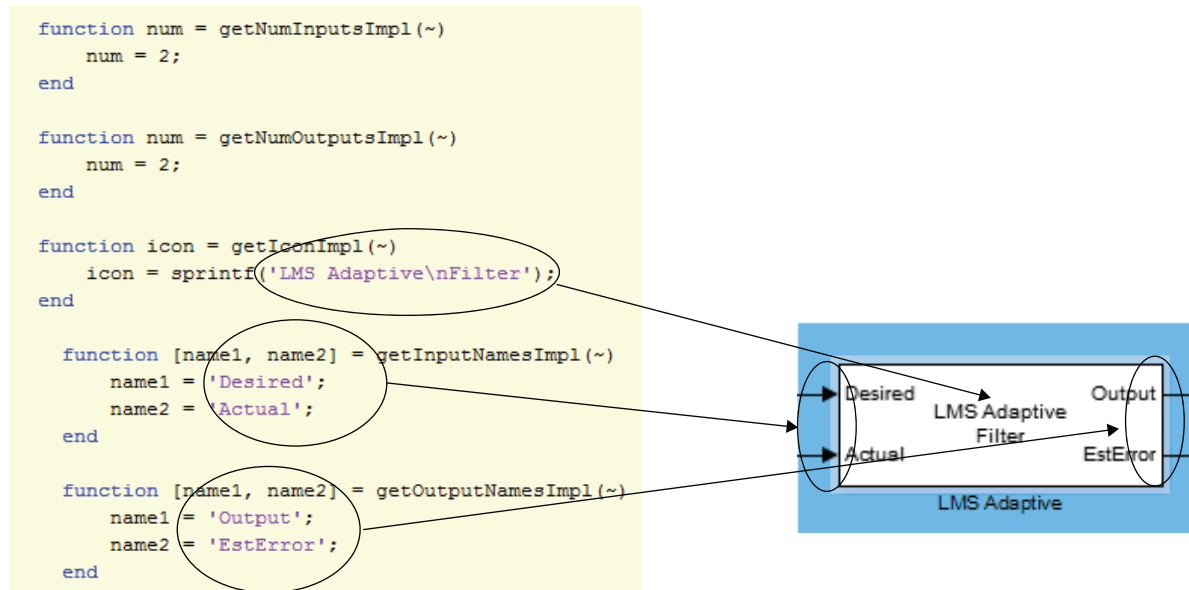 function num = getNumInputsImpl(~)
num = 2;
end
function num = getNumOutputsImpl(~)
num = 2;
end
function icon = getIconImpl(~)
icon = sprintf('LMS Adaptive\nFilter');
end
function [name1, name2] = getInputNamesImpl(~)
name1 = 'Desired';
name2 = 'Actual';
end
function [name1, name2] = getOutputNamesImpl(~)
name1 = 'Output';
name2 = 'EstError';
end
Desired
Output
LMS Adaptive
Filter
Actual
EstError
LMS Adaptive